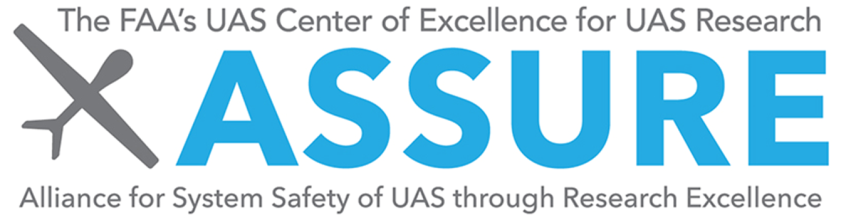 The FAA's UAS Center of Excellence for UAS Research
ASSURE
Alliance for System Safety of UAS through Research Excellence